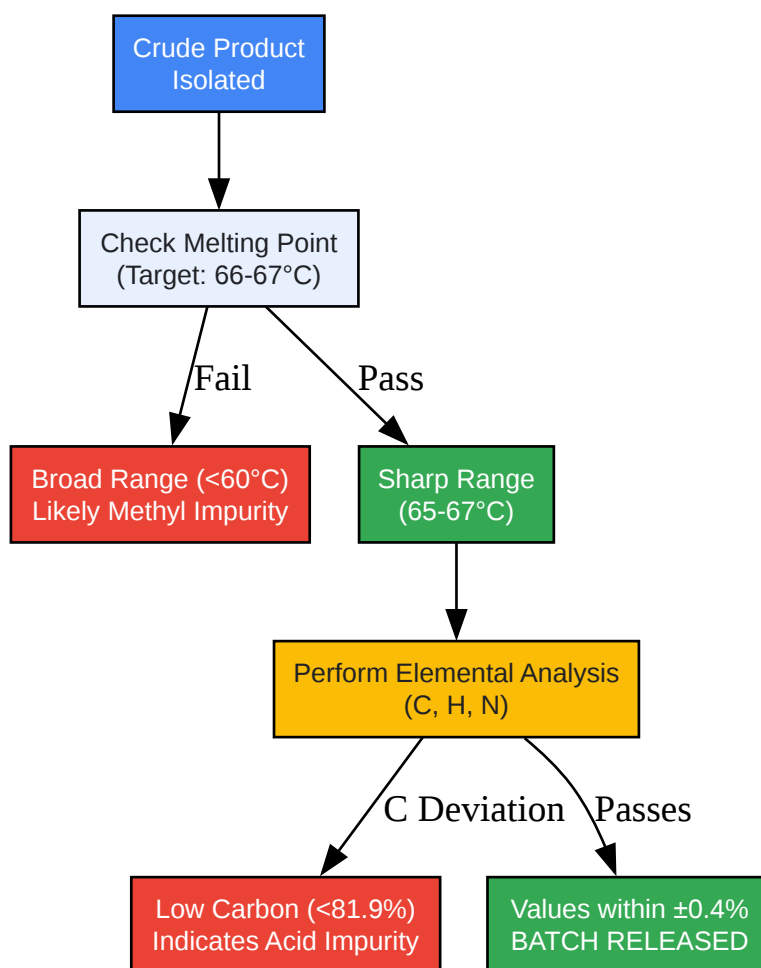 Crude Product
Isolated
Check Melting Point
(Target: 66-67°C)
Fail
Pass
Broad Range (<60°C)
Likely Methyl Impurity
Sharp Range
(65-67°C)
Perform Elemental Analysis
(C, H, N)
C Deviation
Passes
Low Carbon (<81.9%)
Indicates Acid Impurity
Values within ±0.4%
BATCH RELEASED